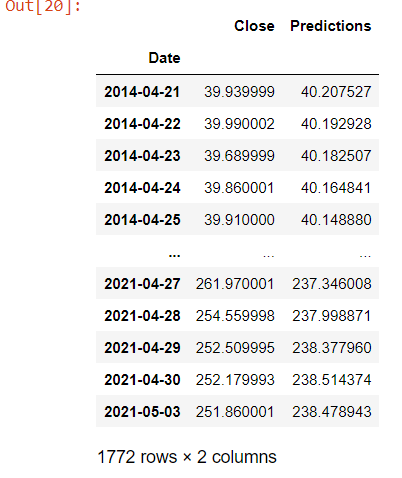 Out[20]:
Close Predictions
Date
2014-04-21 39.939999 40.207527
2014-04-22 39.990002 40.192928
2014-04-23 39.689999 40.182507
2014-04-24 39.860001 40.164841
2014-04-25 39.910000 40.148880
... ... ...
2021-04-27 261.970001 237.346008
2021-04-28 254.559998 237.998871
2021-04-29 252.509995 238.377960
2021-04-30 252.179993 238.514374
2021-05-03 251.860001 238.478943
1772 rows × 2 columns